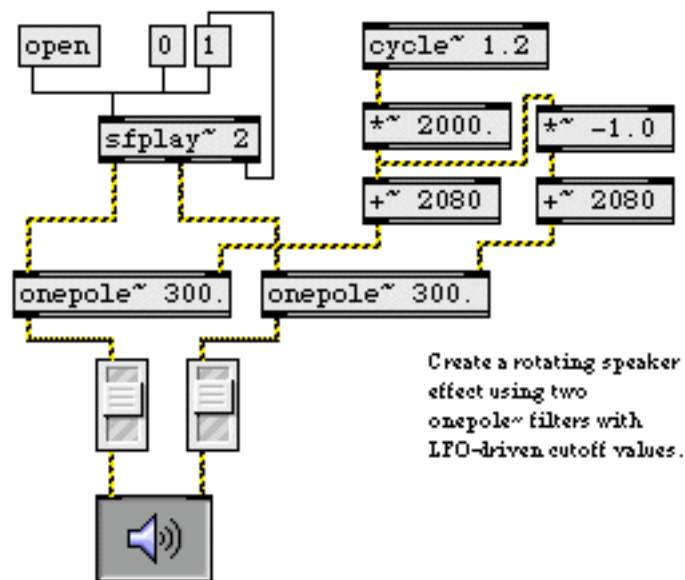 open
0
1
cycle~ 1.2
*~ 2000.
*~ -1.0
sfplay~ 2
+~ 2080
+~ 2080
onepole~ 300.
onepole~ 300.
Create a rotating speaker
effect using two
onepole~ filters with
LFO-driven cutoff values.